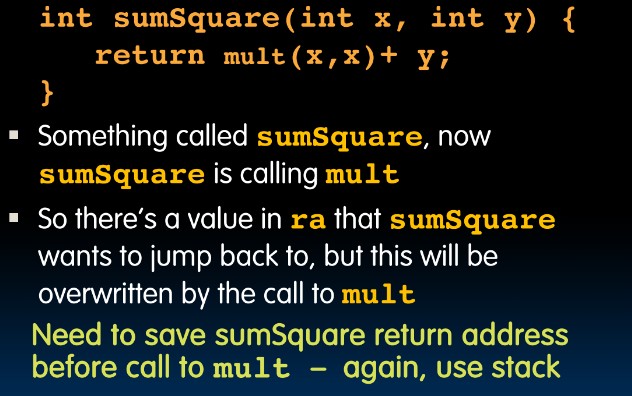 int sumSquare(int x, int y) {
return mult(x,x)+ y;
}
▪ Something called sumSquare, now
sumSquare is calling mult
▪ So there's a value in ra that sumSquare
wants to jump back to, but this will be
overwritten by the call to mult
Need to save sumSquare return address
before call to mult – again, use stack